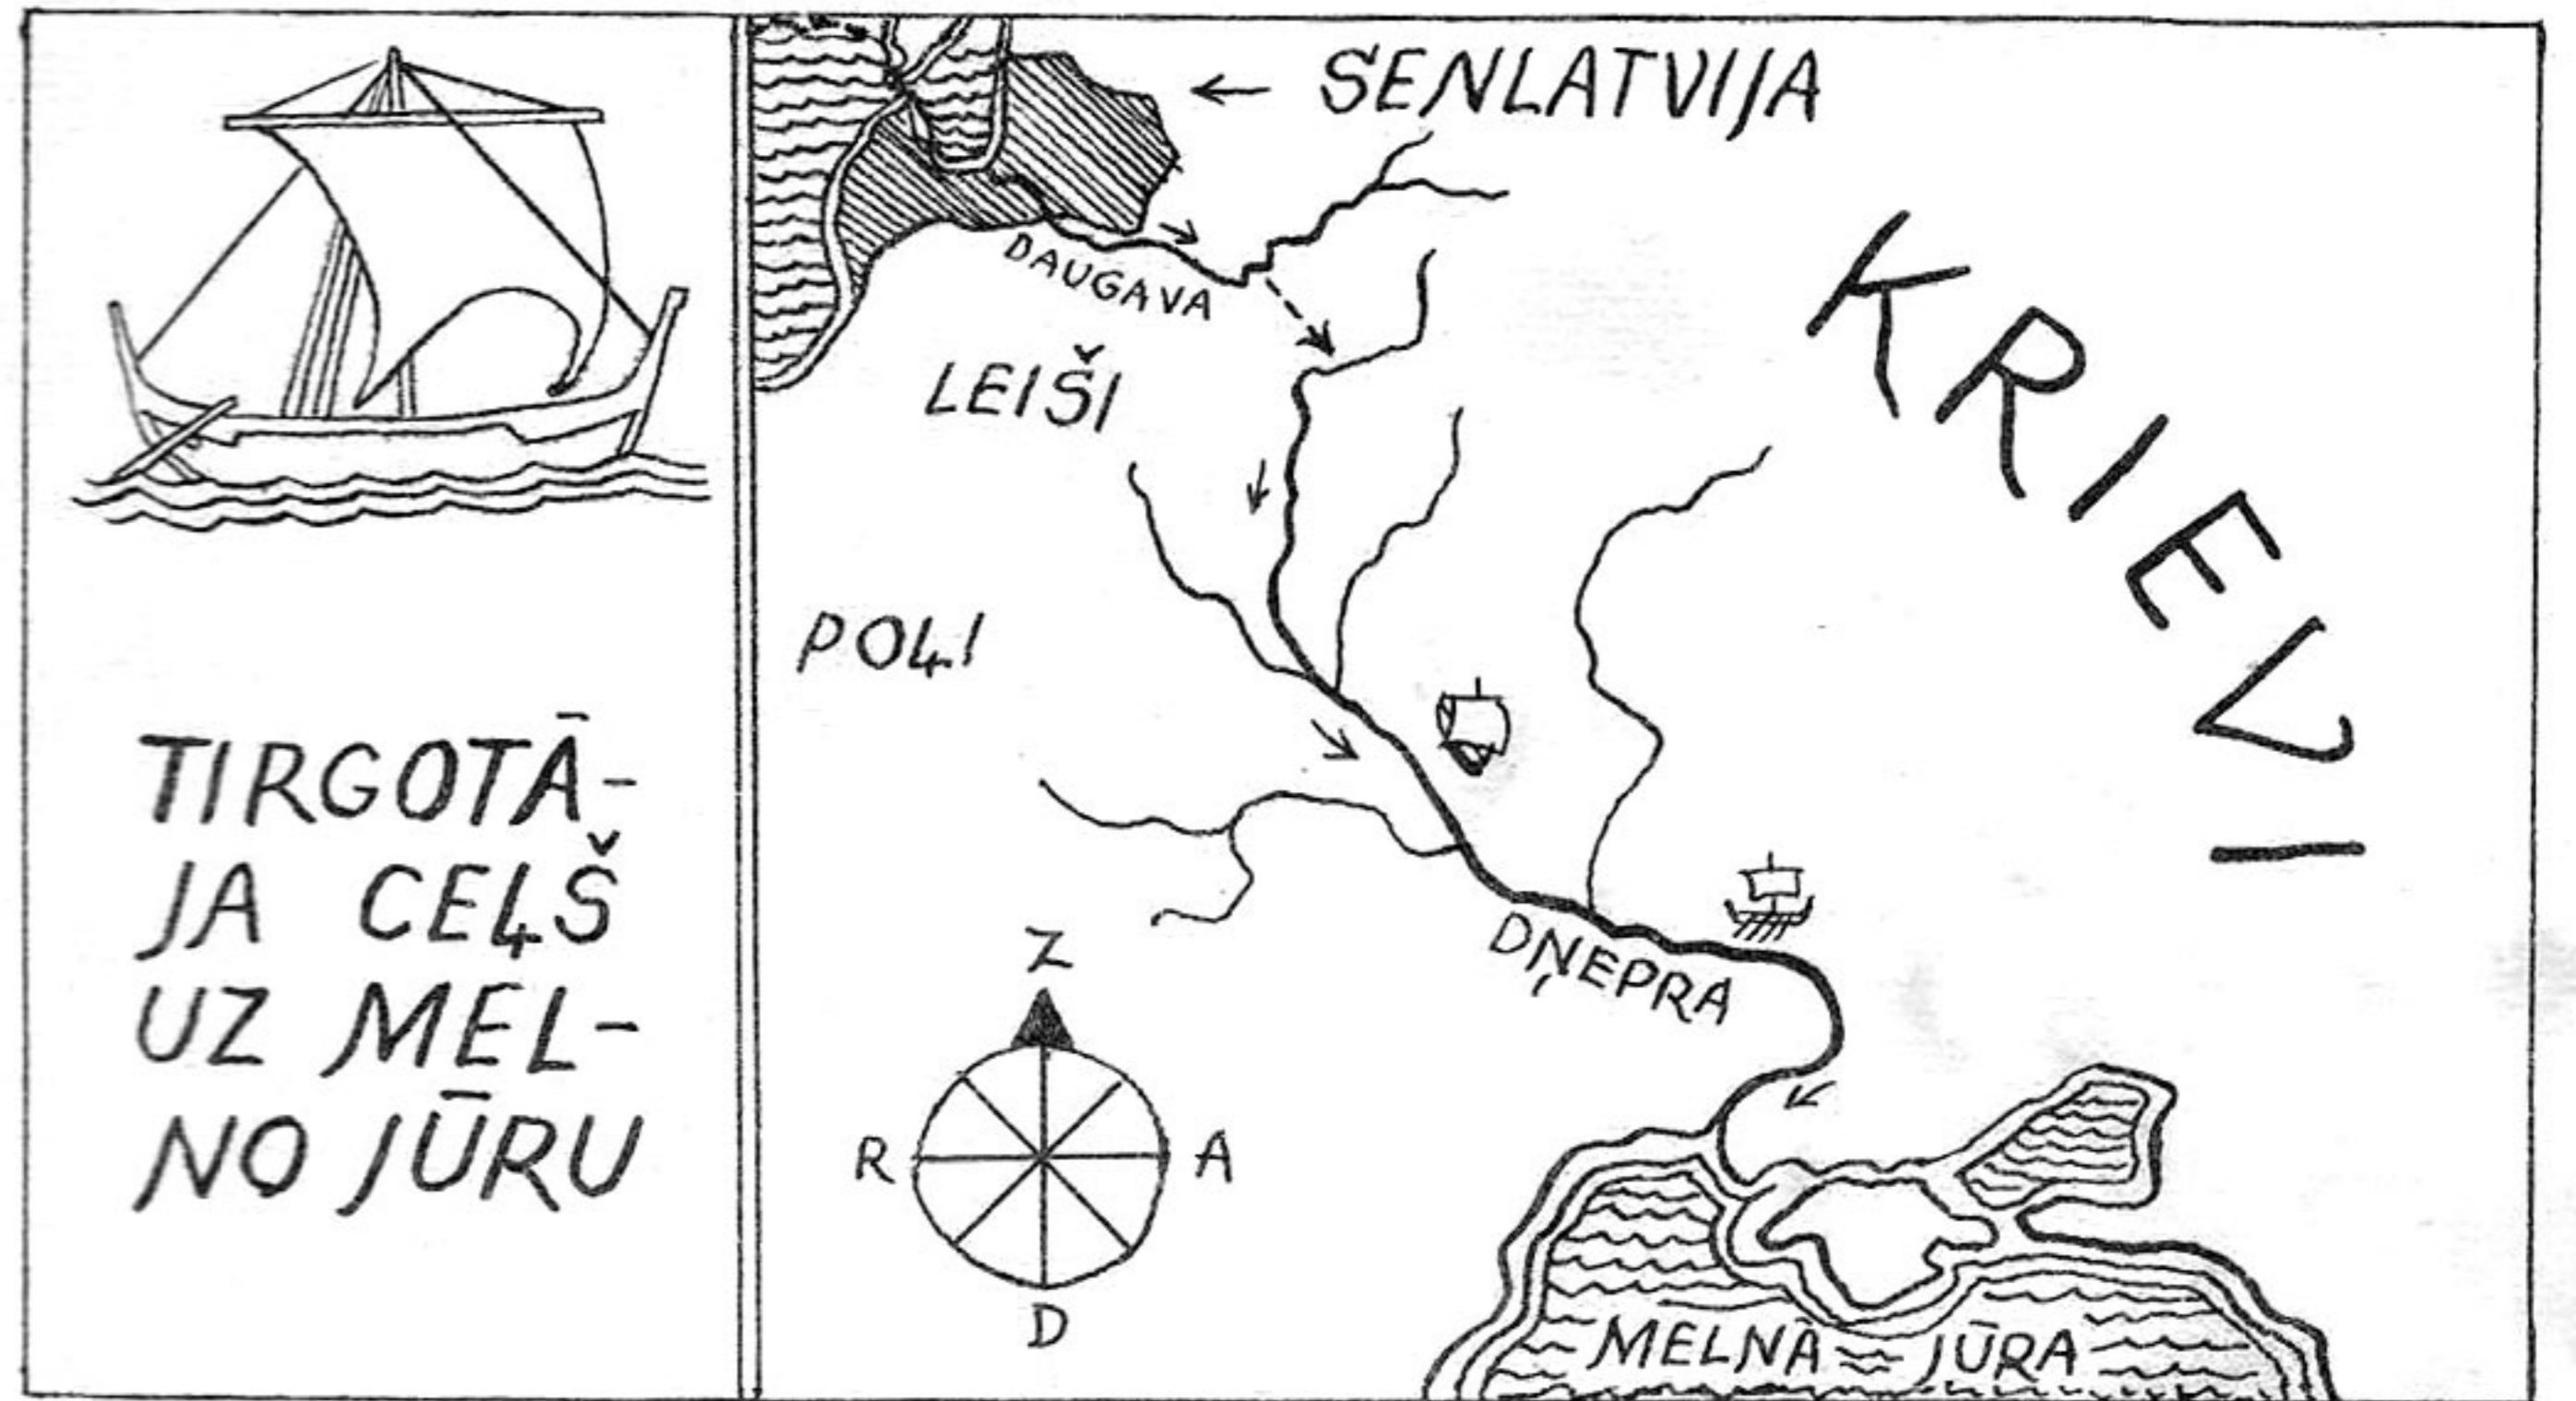 TIRGOTĀ-
JA CEĻŠ
UZ MEL-
NO JŪRU
← SENLATVIJA
DAUGAVA
LEIŠI
KRIEVI
POĻI
DŅEPRA
Z
R
A
D
MELNĀ JŪRA